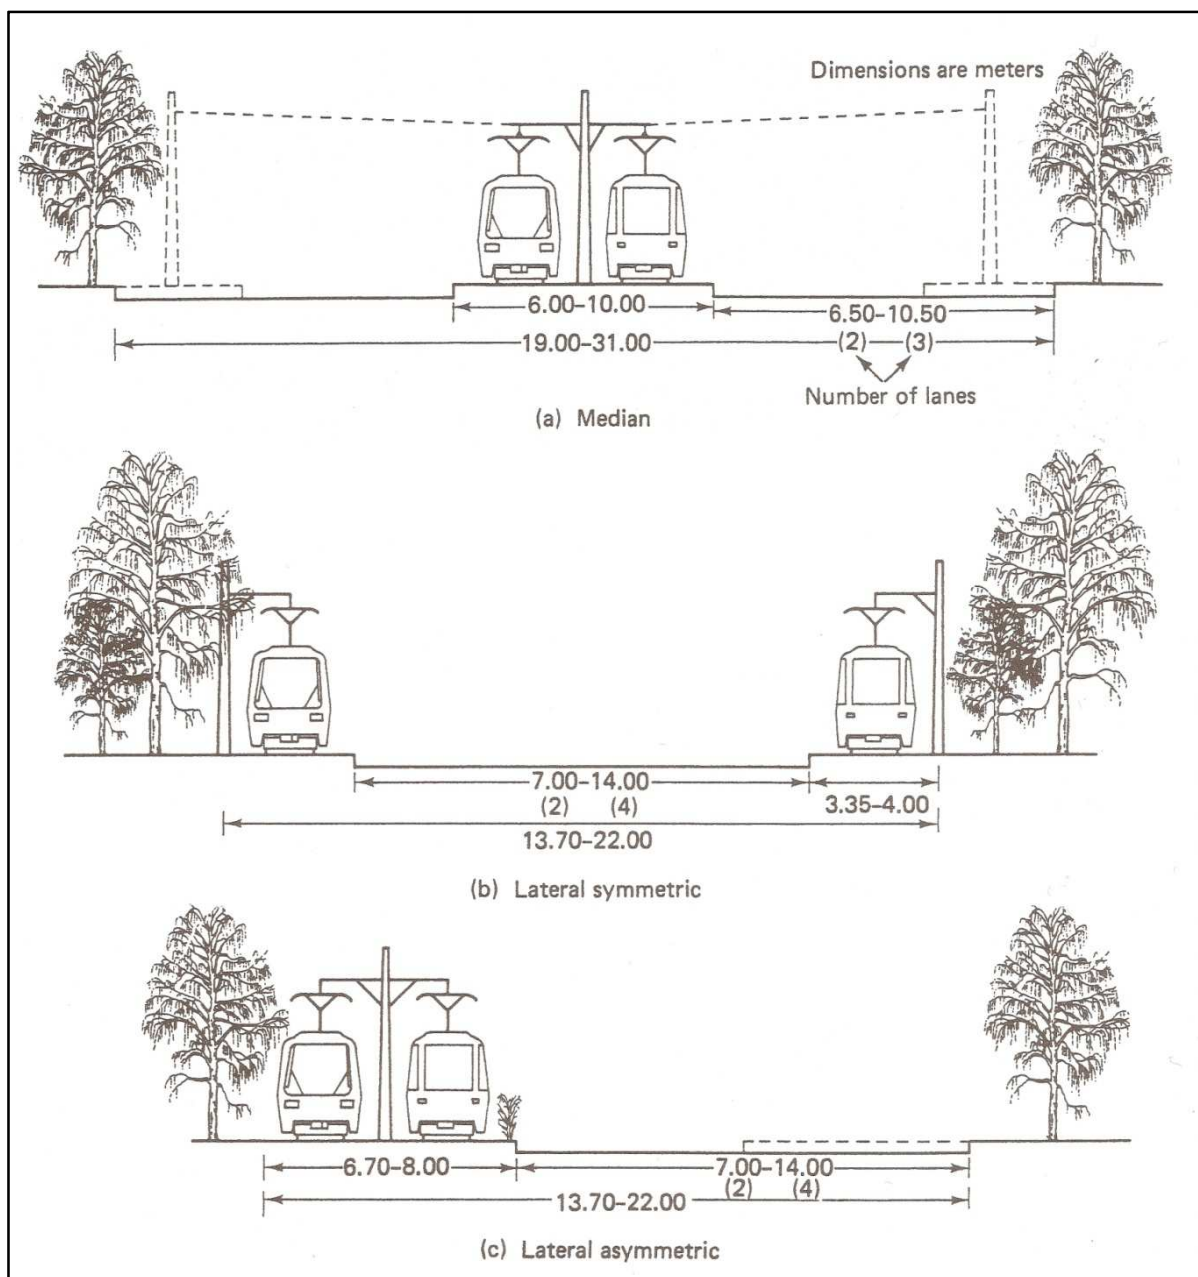 Dimensions are meters
6.00–10.00
6.50–10.50
19.00–31.00
(2) (3)
Number of lanes
(a) Median
7.00–14.00
(2) (4)
3.35–4.00
13.70–22.00
(b) Lateral symmetric
6.70–8.00
7.00–14.00
(2) (4)
13.70–22.00
(c) Lateral asymmetric